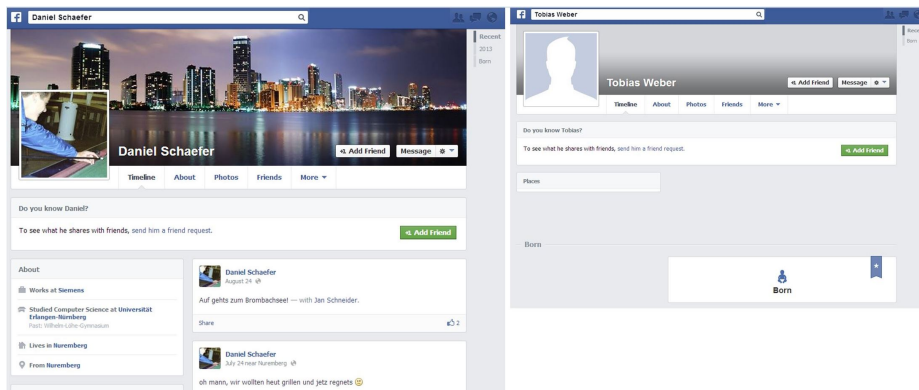 Daniel Schaefer
Recent
2013
Born
Daniel Schaefer
Add Friend
Message
Timeline
About
Photos
Friends
More
Do you know Daniel?
To see what he shares with friends, send him a friend request.
Add Friend
About
Works at Siemens
Studied Computer Science at Universität
Erlangen-Nürnberg
Past: Wilhelm-Löhe-Gymnasium
Lives in Nuremberg
From Nuremberg
Daniel Schaefer
August 24
Auf gehts zum Brombachsee! — with Jan Schneider.
Share
2
Daniel Schaefer
July 24 near Nuremberg
oh mann, wir wollten heut grillen und jetz regnets
Tobias Weber
Born
Tobias Weber
Add Friend
Message
Timeline
About
Photos
Friends
More
Do you know Tobias?
To see what he shares with friends, send him a friend request.
Add Friend
Places
Born
Born